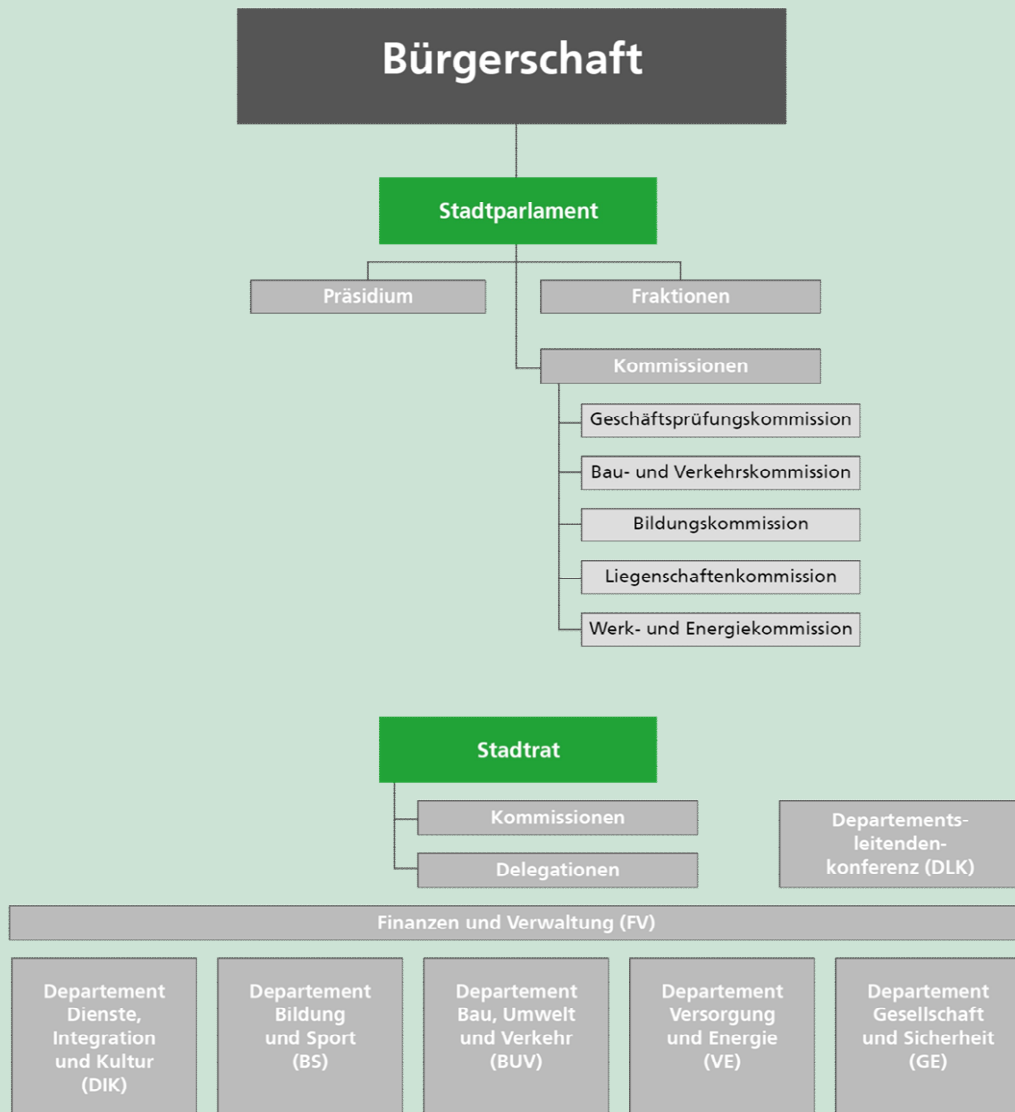 Bürgerschaft
Stadtparlament
Präsidium
Fraktionen
Kommissionen
Geschäftsprüfungskommission
Bau- und Verkehrskommission
Bildungskommission
Liegenschaftenkommission
Werk- und Energiekommission
Stadtrat
Kommissionen
Delegationen
Departements-
leitenden-
konferenz (DLK)
Finanzen und Verwaltung (FV)
Departement
Dienste,
Integration
und Kultur
(DIK)
Departement
Bildung
und Sport
(BS)
Departement
Bau, Umwelt
und Verkehr
(BUV)
Departement
Versorgung
und Energie
(VE)
Departement
Gesellschaft
und Sicherheit
(GE)